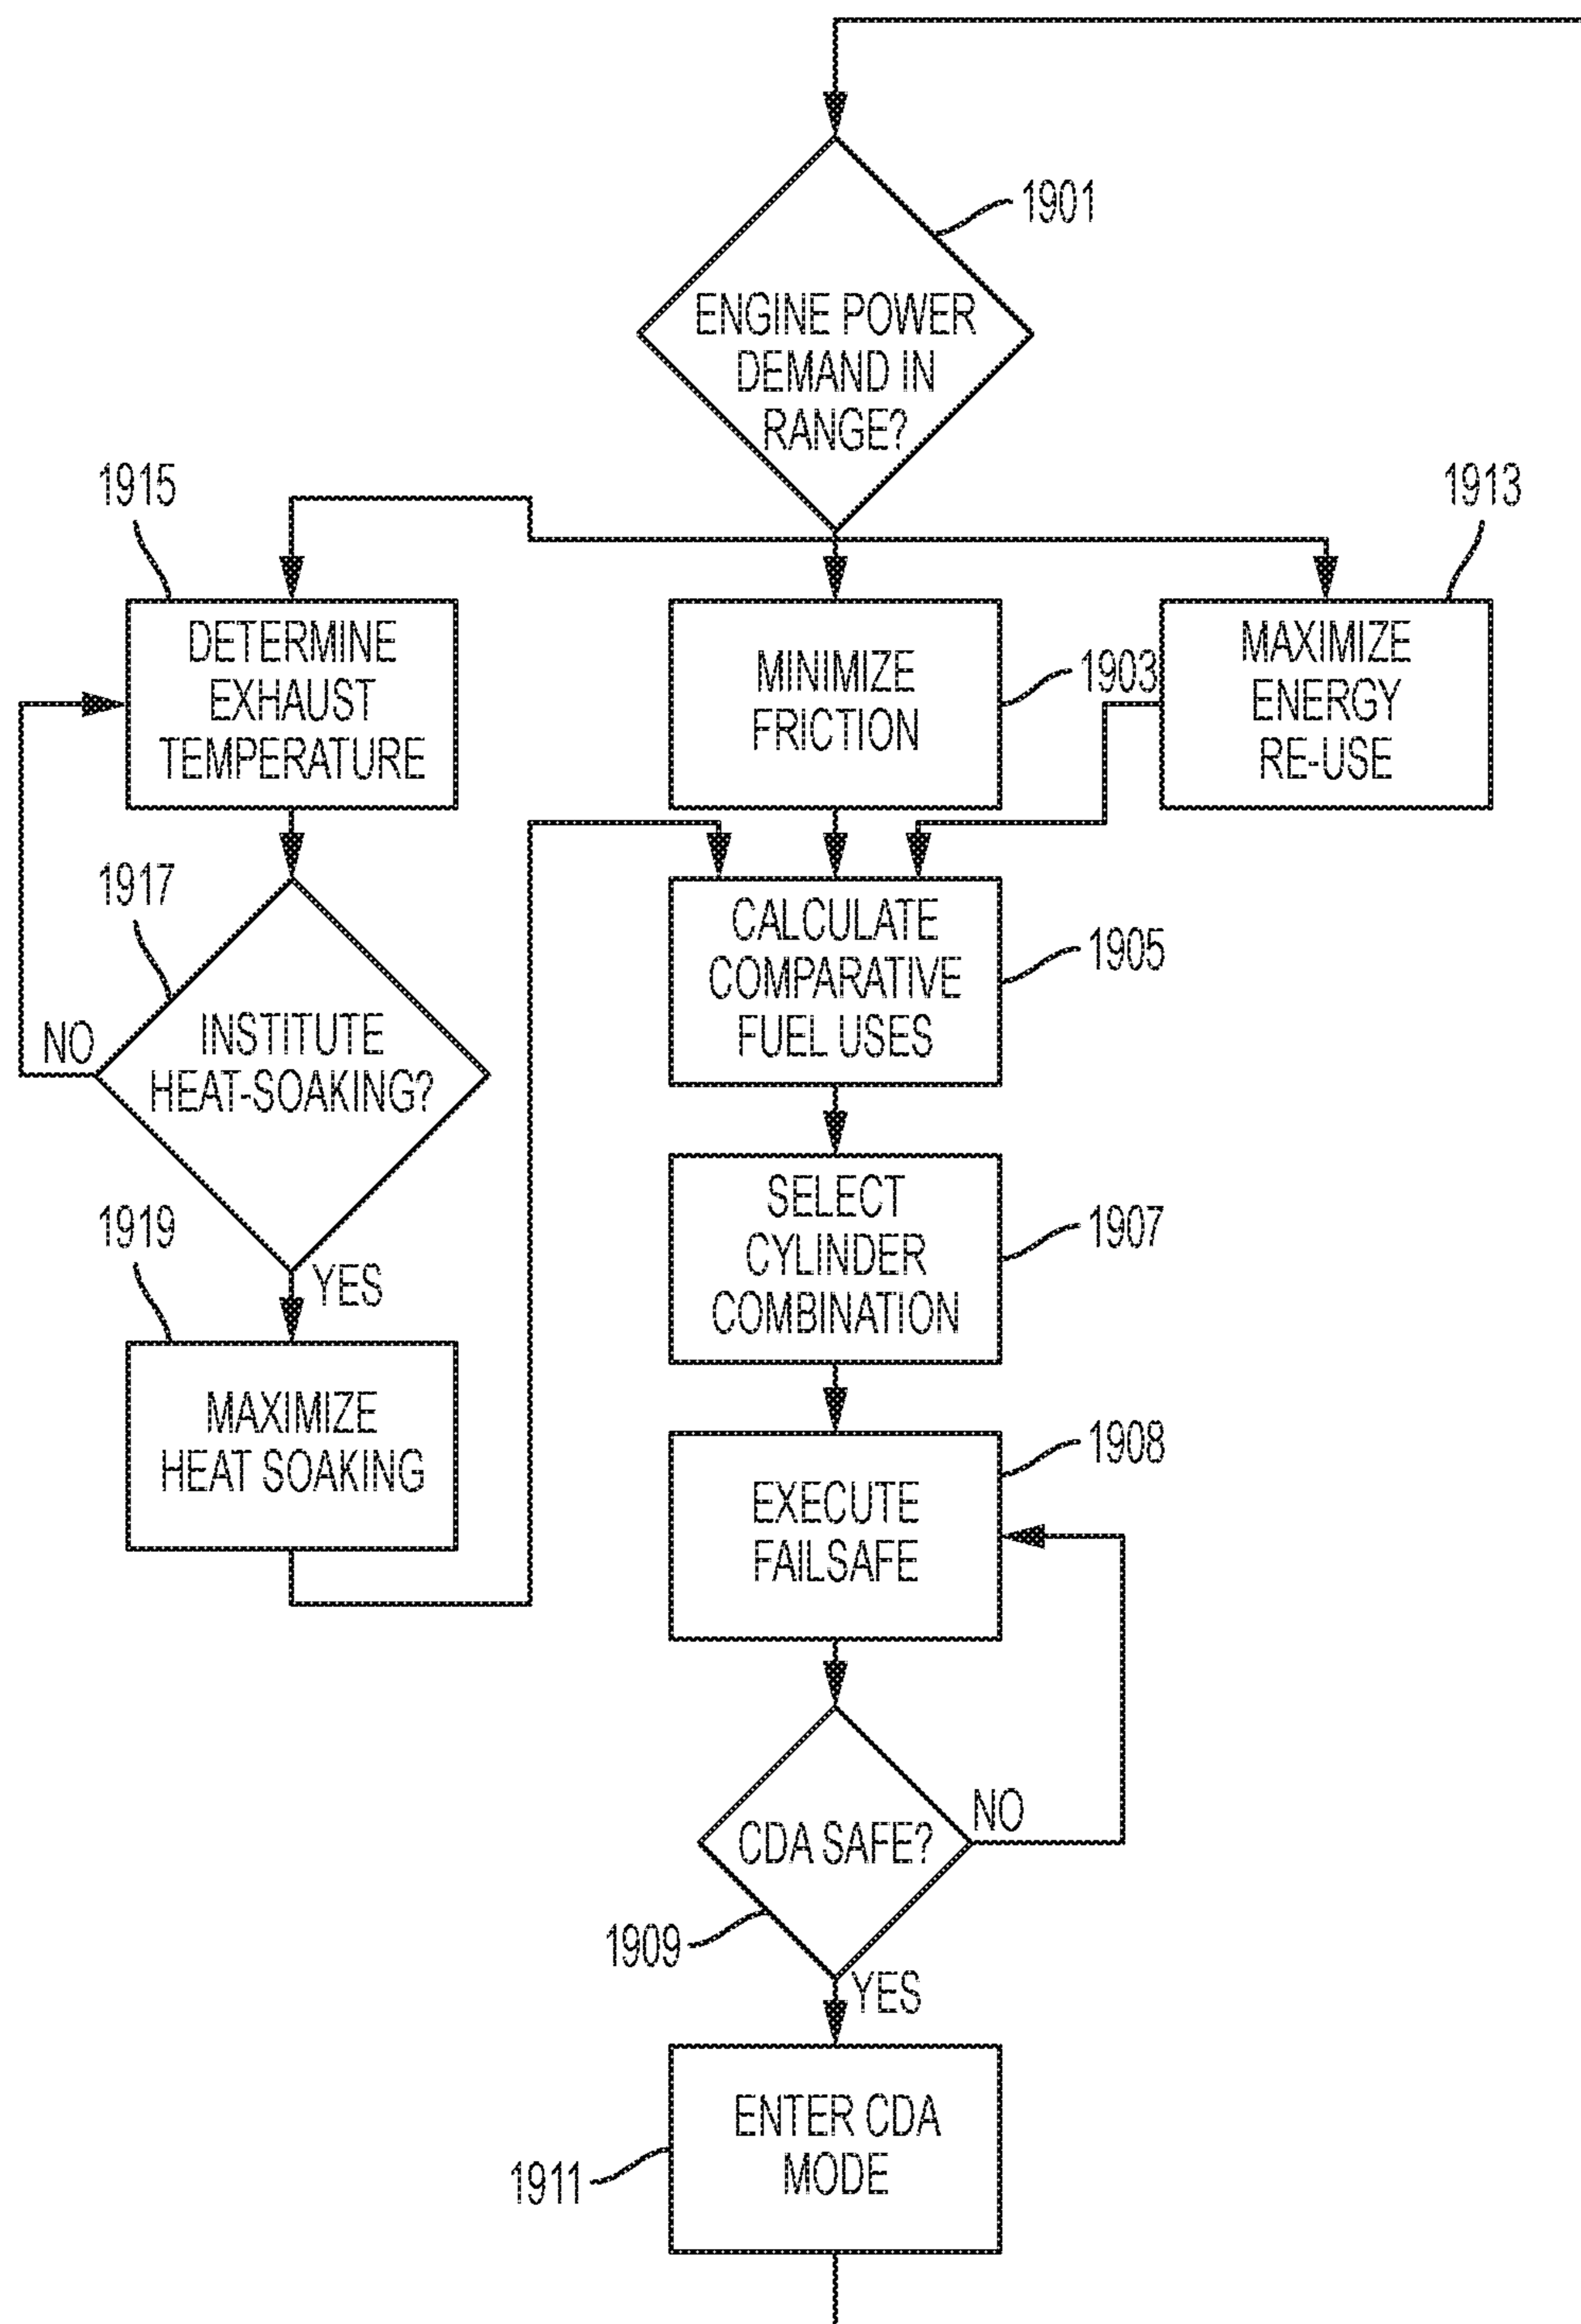 1901
ENGINE POWER
DEMAND IN
RANGE?
1915
1913
DETERMINE
EXHAUST
TEMPERATURE
MINIMIZE
FRICTION
1903
MAXIMIZE
ENERGY
RE-USE
1917
NO
INSTITUTE
HEAT-SOAKING?
YES
CALCULATE
COMPARATIVE
FUEL USES
1905
1919
MAXIMIZE
HEAT SOAKING
SELECT
CYLINDER
COMBINATION
1907
EXECUTE
FAILSAFE
1908
CDA SAFE?
NO
1909
YES
ENTER CDA
MODE
1911